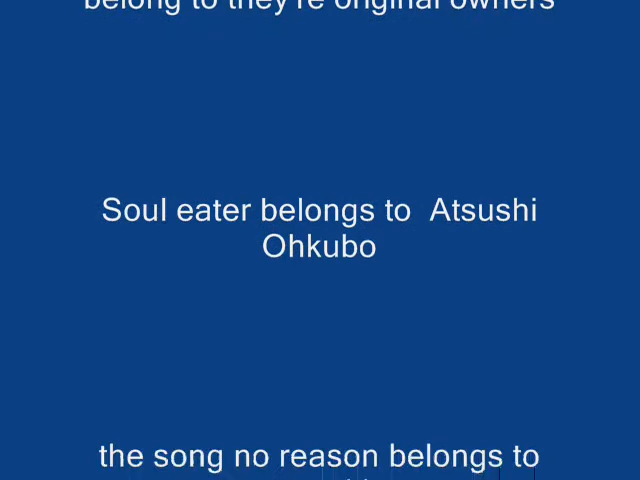 belong to they're original owners
Soul eater belongs to Atsushi
Ohkubo
the song no reason belongs to